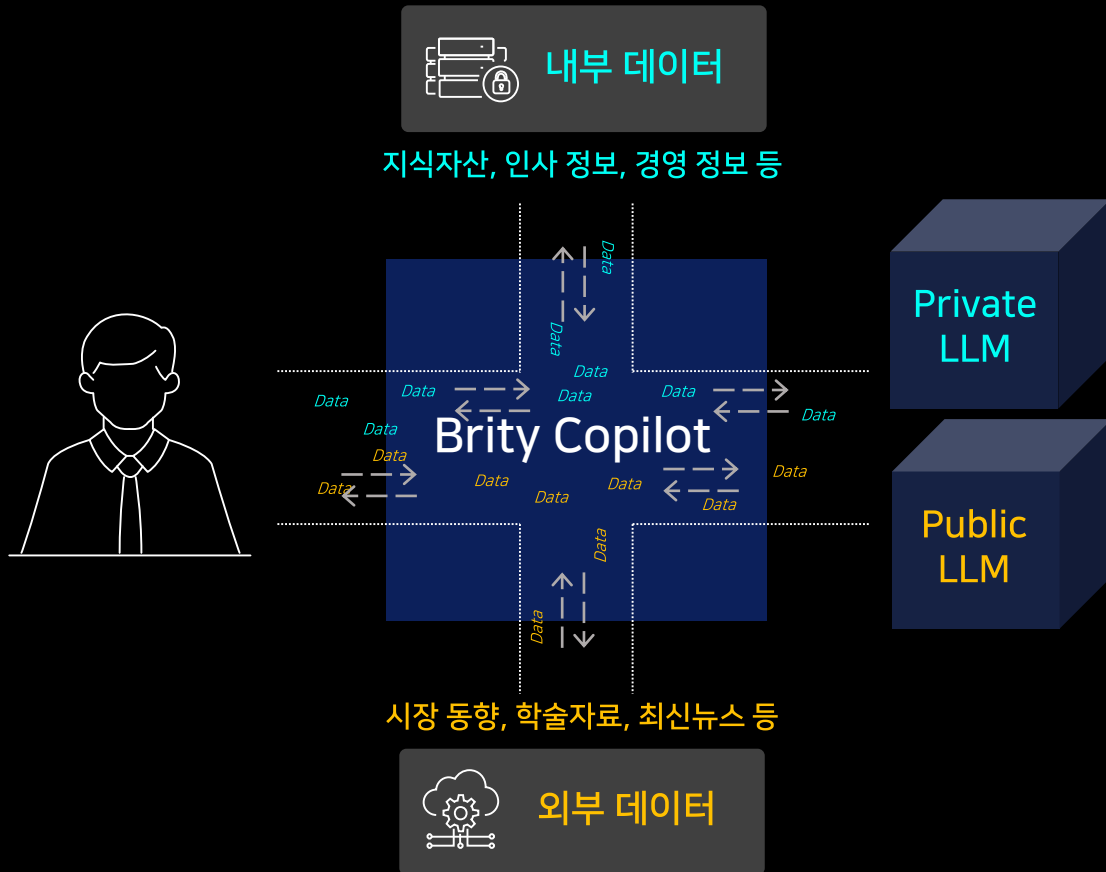 내부 데이터
지식자산, 인사 정보, 경영 정보 등
Data
Data
Data
Data
Data
Data
Data
Data
Data
Private
LLM
Brity Copilot
Data
Data
Data
Data
Data
Data
Data
Data
Data
Public
LLM
시장 동향, 학술자료, 최신뉴스 등
외부 데이터